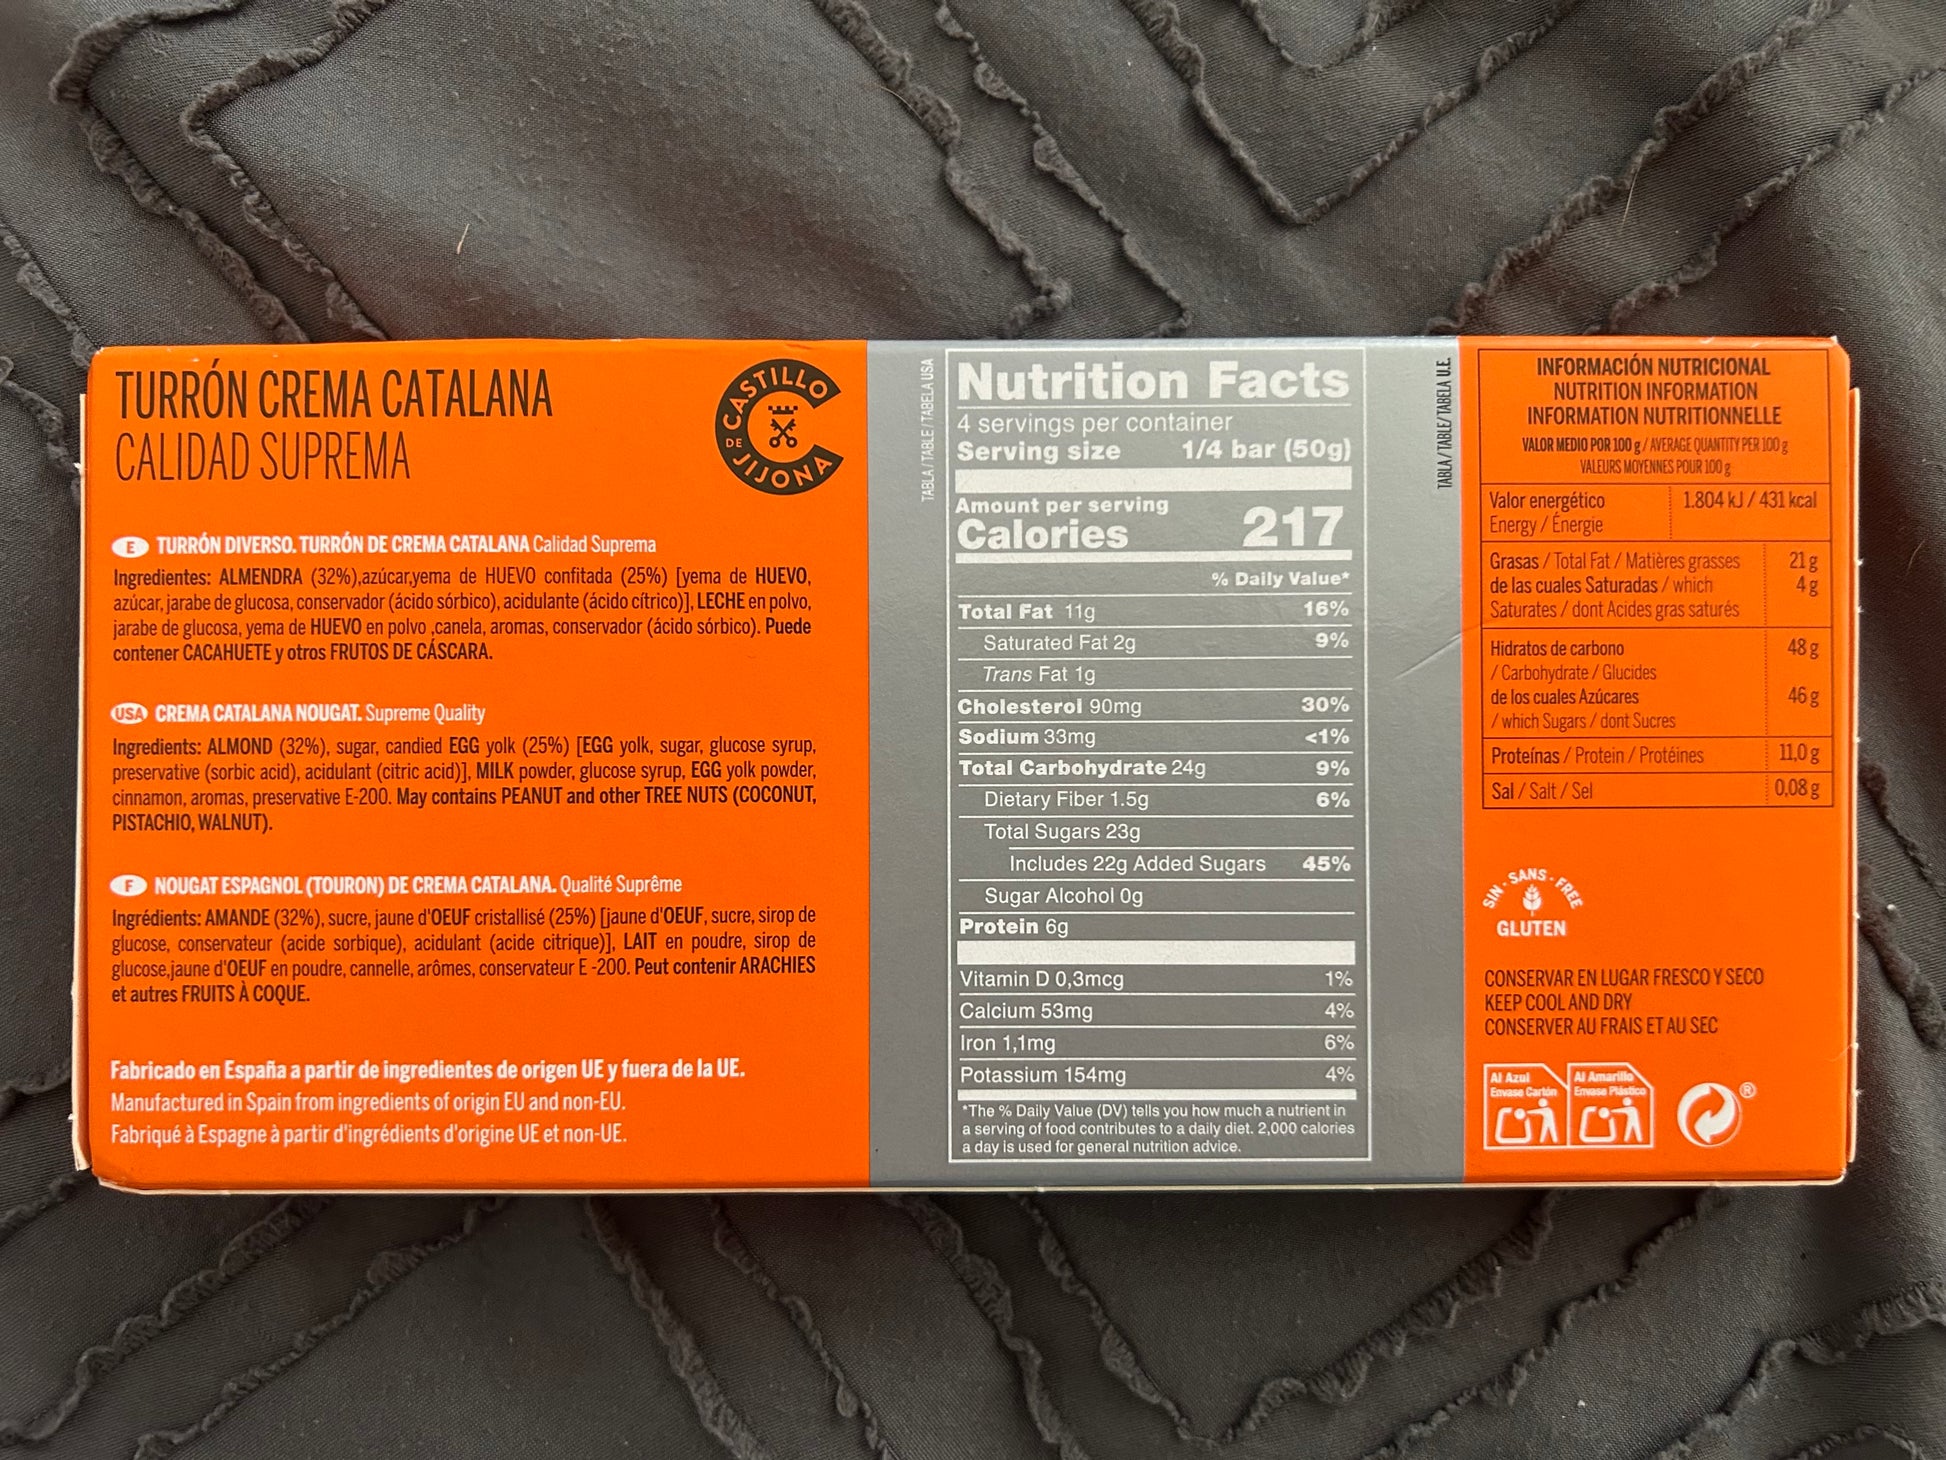 TURRÓN CREMA CATALANA
CALIDAD SUPREMA
CASTILLO
DE
JIJONA
E TURRÓN DIVERSO. TURRÓN DE CREMA CATALANA Calidad Suprema
Ingredientes: ALMENDRA (32%),azúcar,yema de HUEVO confitada (25%) [yema de HUEVO,
azúcar, jarabe de glucosa, conservador (ácido sórbico), acidulante (ácido cítrico)], LECHE en polvo,
jarabe de glucosa, yema de HUEVO en polvo ,canela, aromas, conservador (ácido sórbico). Puede
contener CACAHUETE y otros FRUTOS DE CÁSCARA.
USA CREMA CATALANA NOUGAT. Supreme Quality
Ingredients: ALMOND (32%), sugar, candied EGG yolk (25%) [EGG yolk, sugar, glucose syrup,
preservative (sorbic acid), acidulant (citric acid)], MILK powder, glucose syrup, EGG yolk powder,
cinnamon, aromas, preservative E-200. May contains PEANUT and other TREE NUTS (COCONUT,
PISTACHIO, WALNUT).
F NOUGAT ESPAGNOL (TOURON) DE CREMA CATALANA. Qualité Suprême
Ingrédients: AMANDE (32%), sucre, jaune d'OEUF cristallisé (25%) [jaune d'OEUF, sucre, sirop de
glucose, conservateur (acide sorbique), acidulant (acide citrique)], LAIT en poudre, sirop de
glucose,jaune d'OEUF en poudre, cannelle, arômes, conservateur E -200. Peut contenir ARACHIES
et autres FRUITS À COQUE.
Fabricado en España a partir de ingredientes de origen UE y fuera de la UE.
Manufactured in Spain from ingredients of origin EU and non-EU.
Fabriqué à Espagne à partir d'ingrédients d'origine UE et non-UE.
TABLA / TABLE / TABELA USA
Nutrition Facts
4 servings per container
Serving size 1/4 bar (50g)
Amount per serving
Calories 217
% Daily Value*
Total Fat 11g 16%
Saturated Fat 2g 9%
Trans Fat 1g
Cholesterol 90mg 30%
Sodium 33mg <1%
Total Carbohydrate 24g 9%
Dietary Fiber 1.5g 6%
Total Sugars 23g
Includes 22g Added Sugars 45%
Sugar Alcohol 0g
Protein 6g
Vitamin D 0,3mcg 1%
Calcium 53mg 4%
Iron 1,1mg 6%
Potassium 154mg 4%
*The % Daily Value (DV) tells you how much a nutrient in
a serving of food contributes to a daily diet. 2,000 calories
a day is used for general nutrition advice.
TABLA / TABLE/ TABELA U.E.
INFORMACIÓN NUTRICIONAL
NUTRITION INFORMATION
INFORMATION NUTRITIONNELLE
VALOR MEDIO POR 100 g / AVERAGE QUANTITY PER 100 g
VALEURS MOYENNES POUR 100 g
Valor energético 1.804 kJ / 431 kcal
Energy / Énergie
Grasas / Total Fat / Matières grasses 21 g
de las cuales Saturadas / which 4 g
Saturates / dont Acides gras saturés
Hidratos de carbono 48 g
/ Carbohydrate / Glucides
de los cuales Azúcares 46 g
/ which Sugars / dont Sucres
Proteínas / Protein / Protéines 11,0 g
Sal / Salt / Sel 0,08 g
SIN - SANS - FREE
GLUTEN
CONSERVAR EN LUGAR FRESCO Y SECO
KEEP COOL AND DRY
CONSERVER AU FRAIS ET AU SEC
Al Azul Al Amarillo
Envase Cartón Envase Plástico
®